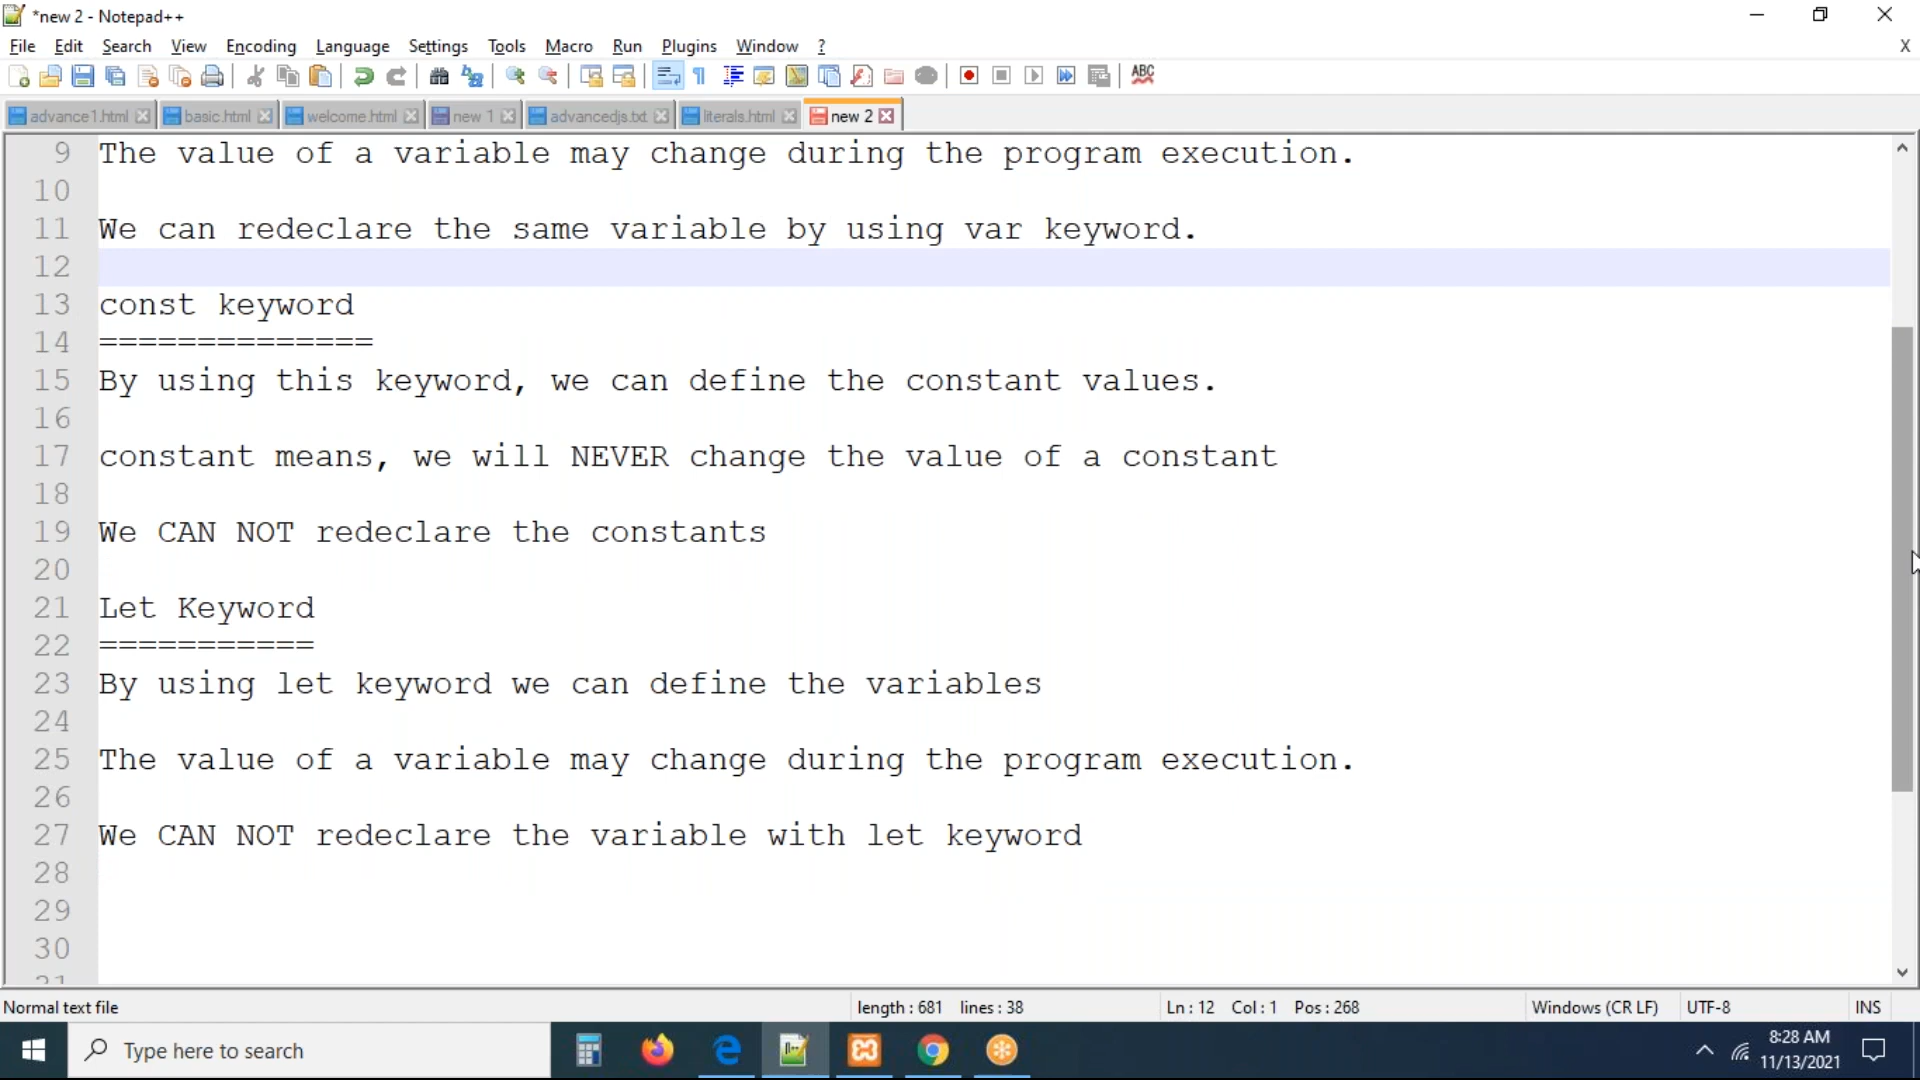 *new 2 - Notepad++
File Edit Search View Encoding Language Settings Tools Macro Run Plugins Window ? X
ABC
advance1.html basic.html welcome.html new 1 advancedjs.txt literals.html new 2
9 The value of a variable may change during the program execution.
10
11 We can redeclare the same variable by using var keyword.
12
13 const keyword
14 ==============
15 By using this keyword, we can define the constant values.
16
17 constant means, we will NEVER change the value of a constant
18
19 We CAN NOT redeclare the constants
20
21 Let Keyword
22 ===========
23 By using let keyword we can define the variables
24
25 The value of a variable may change during the program execution.
26
27 We CAN NOT redeclare the variable with let keyword
28
29
30
31
Normal text file length : 681 lines : 38 Ln : 12 Col : 1 Pos : 268 Windows (CR LF) UTF-8 INS
Type here to search
8:28 AM
11/13/2021